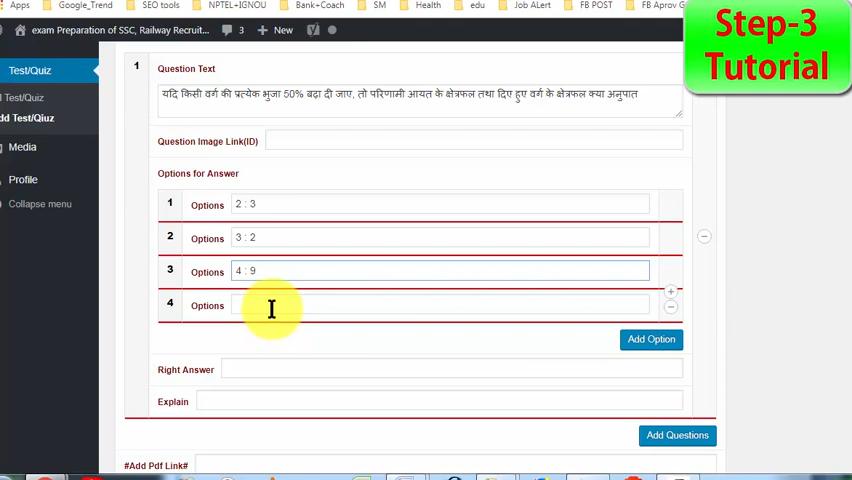 Places
Google_Trend
SEO tools
NPTEL+IGNOU
Bank+Coach
SM
Health
edu
Job ALert
FB POST
FB Aprov G
exam Preparation of SSC, Railway Recruit... 3 New
Step-3
Tutorial
Test/Quiz
l Test/Quiz
dd Test/Qiuz
Media
Profile
Collapse menu
1
Question Text
यदि किसी वर्ग की प्रत्येक भुजा 50% बढ़ा दी जाए, तो परिणामी आयत के क्षेत्रफल तथा दिए हुए वर्ग के क्षेत्रफल क्या अनुपात
Question Image Link(ID)
Options for Answer
1 Options 2 : 3
2 Options 3 : 2
3 Options 4 : 9
4 Options
Add Option
Right Answer
Explain
Add Questions
#Add Pdf Link#